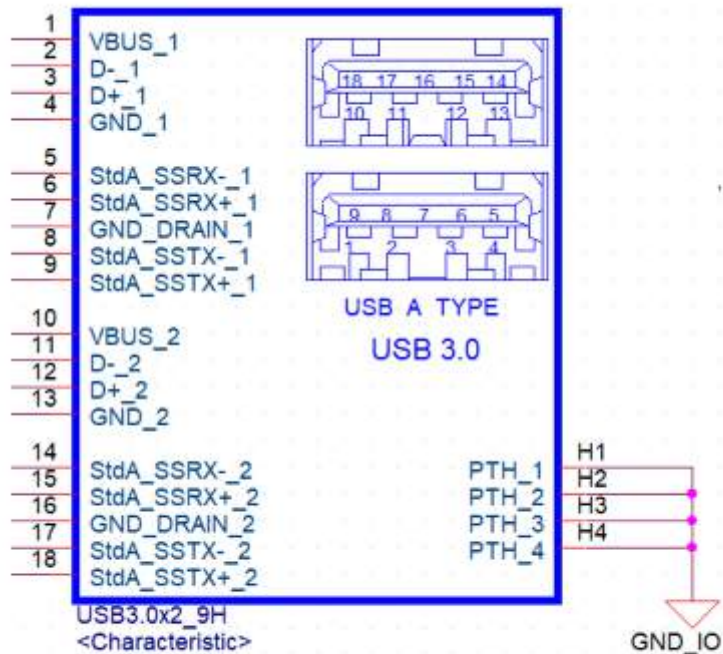 1
VBUS_1
2
D-_1
3
D+_1
4
GND_1
5
StdA_SSRX-_1
6
StdA_SSRX+_1
7
GND_DRAIN_1
8
StdA_SSTX-_1
9
StdA_SSTX+_1
10
VBUS_2
11
D-_2
12
D+_2
13
GND_2
14
StdA_SSRX-_2
15
StdA_SSRX+_2
16
GND_DRAIN_2
17
StdA_SSTX-_2
18
StdA_SSTX+_2
18 17 16 15 14
10 11 12 13
9 8 7 6 5
1 2 3 4
USB A TYPE
USB 3.0
PTH_1 H1
PTH_2 H2
PTH_3 H3
PTH_4 H4
GND_IO
USB3.0x2_9H
<Characteristic>